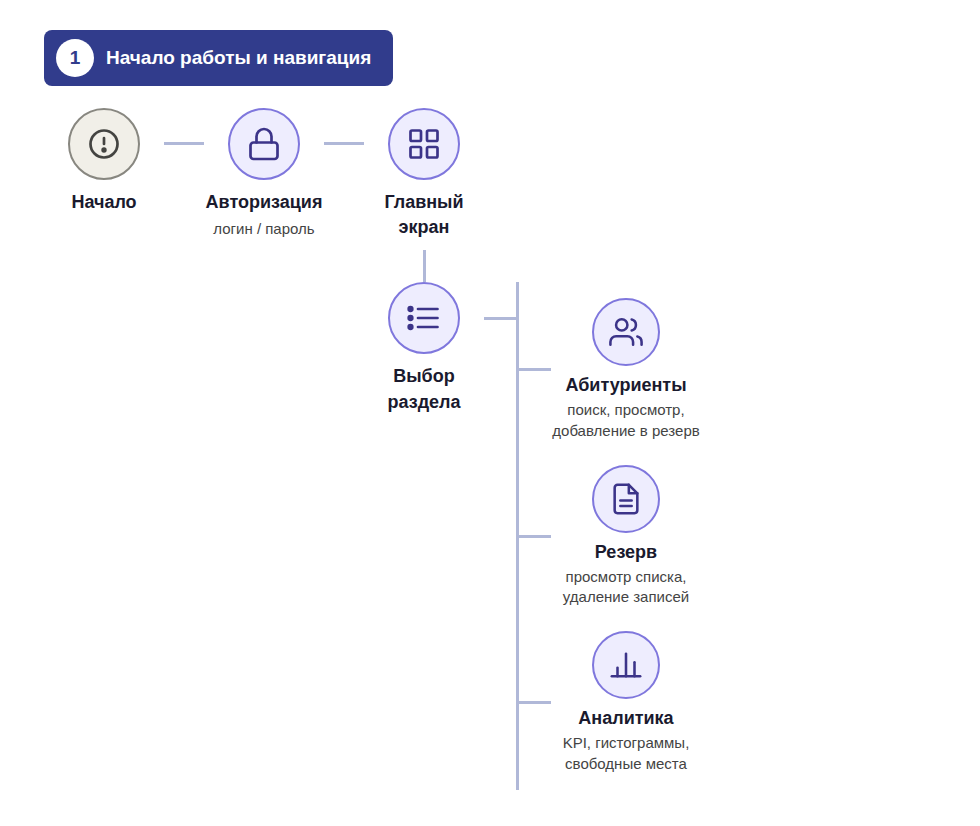 1
Начало работы и навигация
Начало
Авторизация
логин / пароль
Главный
экран
Выбор
раздела
Абитуриенты
поиск, просмотр,
добавление в резерв
Резерв
просмотр списка,
удаление записей
Аналитика
KPI, гистограммы,
свободные места